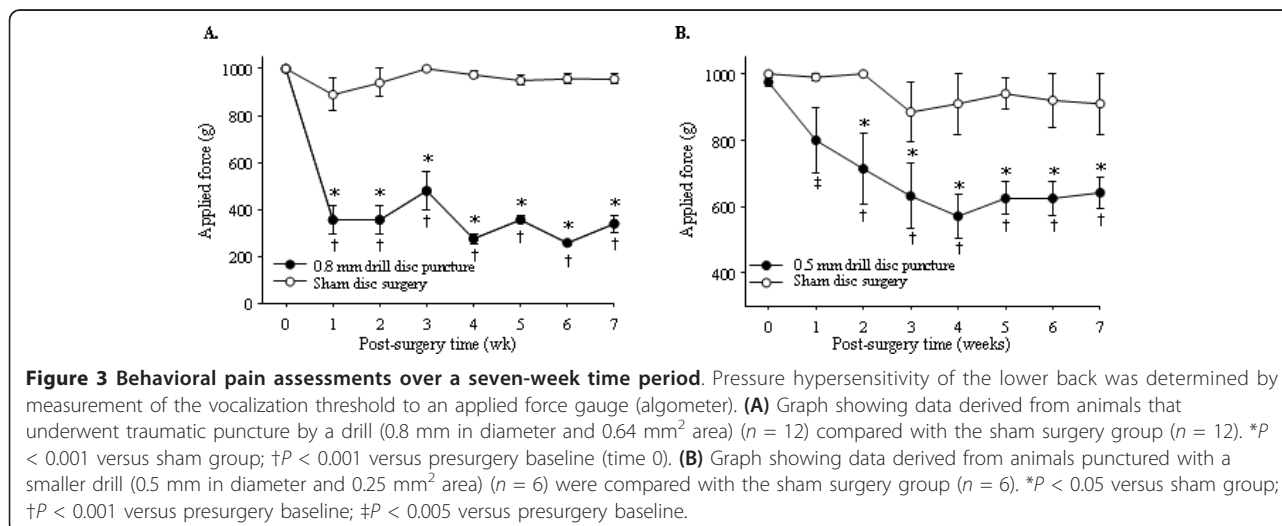 A.
1000
800
600
400
200
0
Applied force (g)
*
*
*
*
*
*
*
†
†
†
†
†
†
†
0.8 mm drill disc puncture
Sham disc surgery
0 1 2 3 4 5 6 7
Post-surgery time (wk)
B.
1000
800
600
400
Applied force (g)
*
*
*
*
*
*
‡
†
†
†
†
†
†
0.5 mm drill disc puncture
Sham disc surgery
0 1 2 3 4 5 6 7
Post-surgery time (weeks)
Figure 3 Behavioral pain assessments over a seven-week time period. Pressure hypersensitivity of the lower back was determined by
measurement of the vocalization threshold to an applied force gauge (algometer). (A) Graph showing data derived from animals that
underwent traumatic puncture by a drill (0.8 mm in diameter and 0.64 mm² area) (n = 12) compared with the sham surgery group (n = 12). *P
< 0.001 versus sham group; †P < 0.001 versus presurgery baseline (time 0). (B) Graph showing data derived from animals punctured with a
smaller drill (0.5 mm in diameter and 0.25 mm² area) (n = 6) were compared with the sham surgery group (n = 6). *P < 0.05 versus sham group;
†P < 0.001 versus presurgery baseline; ‡P < 0.005 versus presurgery baseline.